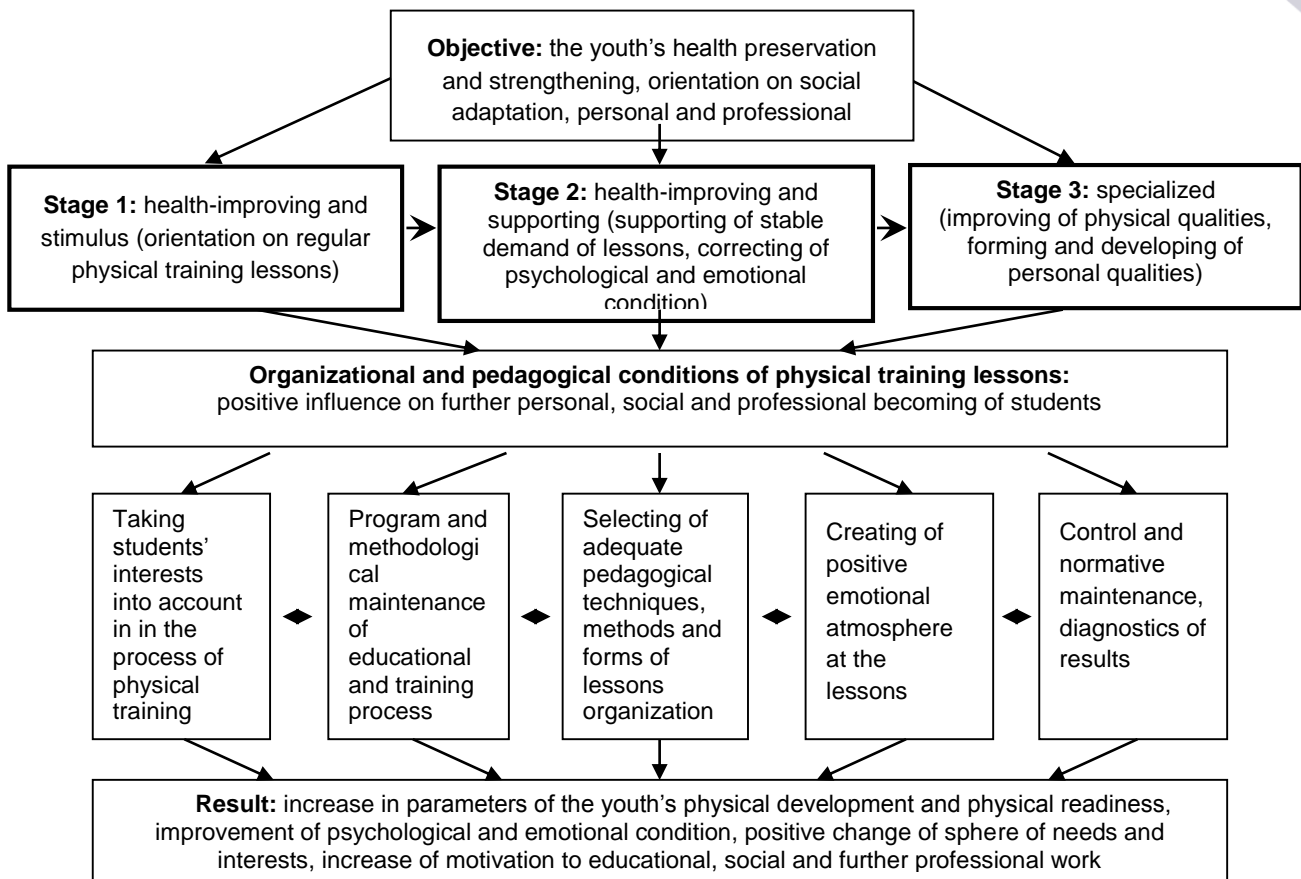 Objective: the youth's health preservation
and strengthening, orientation on social
adaptation, personal and professional
Stage 1: health-improving and
stimulus (orientation on regular
physical training lessons)
Stage 2: health-improving and
supporting (supporting of stable
demand of lessons, correcting of
psychological and emotional
condition)
Stage 3: specialized
(improving of physical qualities,
forming and developing of
personal qualities)
Organizational and pedagogical conditions of physical training lessons:
positive influence on further personal, social and professional becoming of students
Taking
students'
interests
into account
in in the
process of
physical
training
Program and
methodologi
cal
maintenance
of
educational
and training
process
Selecting of
adequate
pedagogical
techniques,
methods and
forms of
lessons
organization
Creating of
positive
emotional
atmosphere
at the
lessons
Control and
normative
maintenance,
diagnostics of
results
Result: increase in parameters of the youth's physical development and physical readiness,
improvement of psychological and emotional condition, positive change of sphere of needs and
interests, increase of motivation to educational, social and further professional work